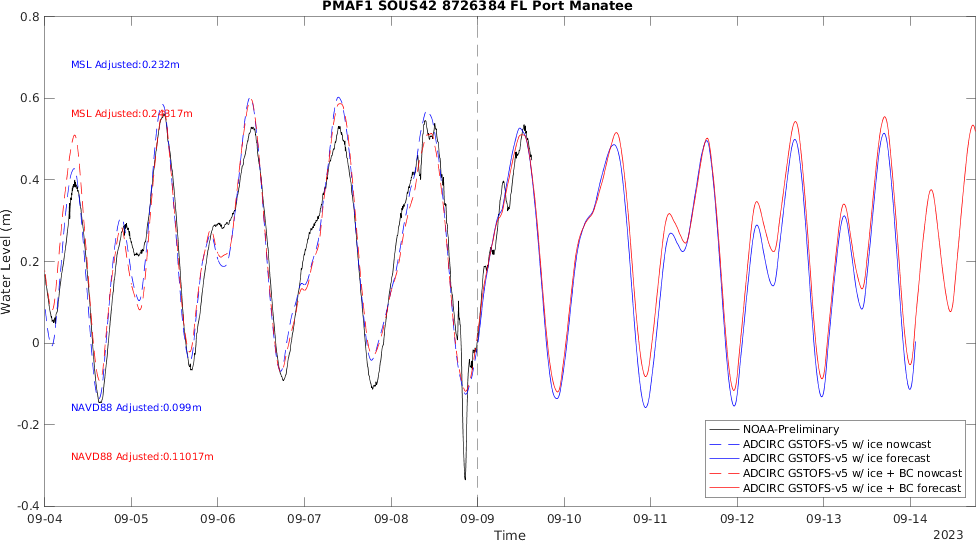 PMAF1 SOUS42 8726384 FL Port Manatee
0.8
0.6
0.4
0.2
0
-0.2
-0.4
Water Level (m)
MSL Adjusted:0.232m
MSL Adjusted:0.24817m
NAVD88 Adjusted:0.099m
NAVD88 Adjusted:0.11017m
NOAA-Preliminary
ADCIRC GSTOFS-v5 w/ ice nowcast
ADCIRC GSTOFS-v5 w/ ice forecast
ADCIRC GSTOFS-v5 w/ ice + BC nowcast
ADCIRC GSTOFS-v5 w/ ice + BC forecast
09-04 09-05 09-06 09-07 09-08 09-09 09-10 09-11 09-12 09-13 09-14
Time
2023